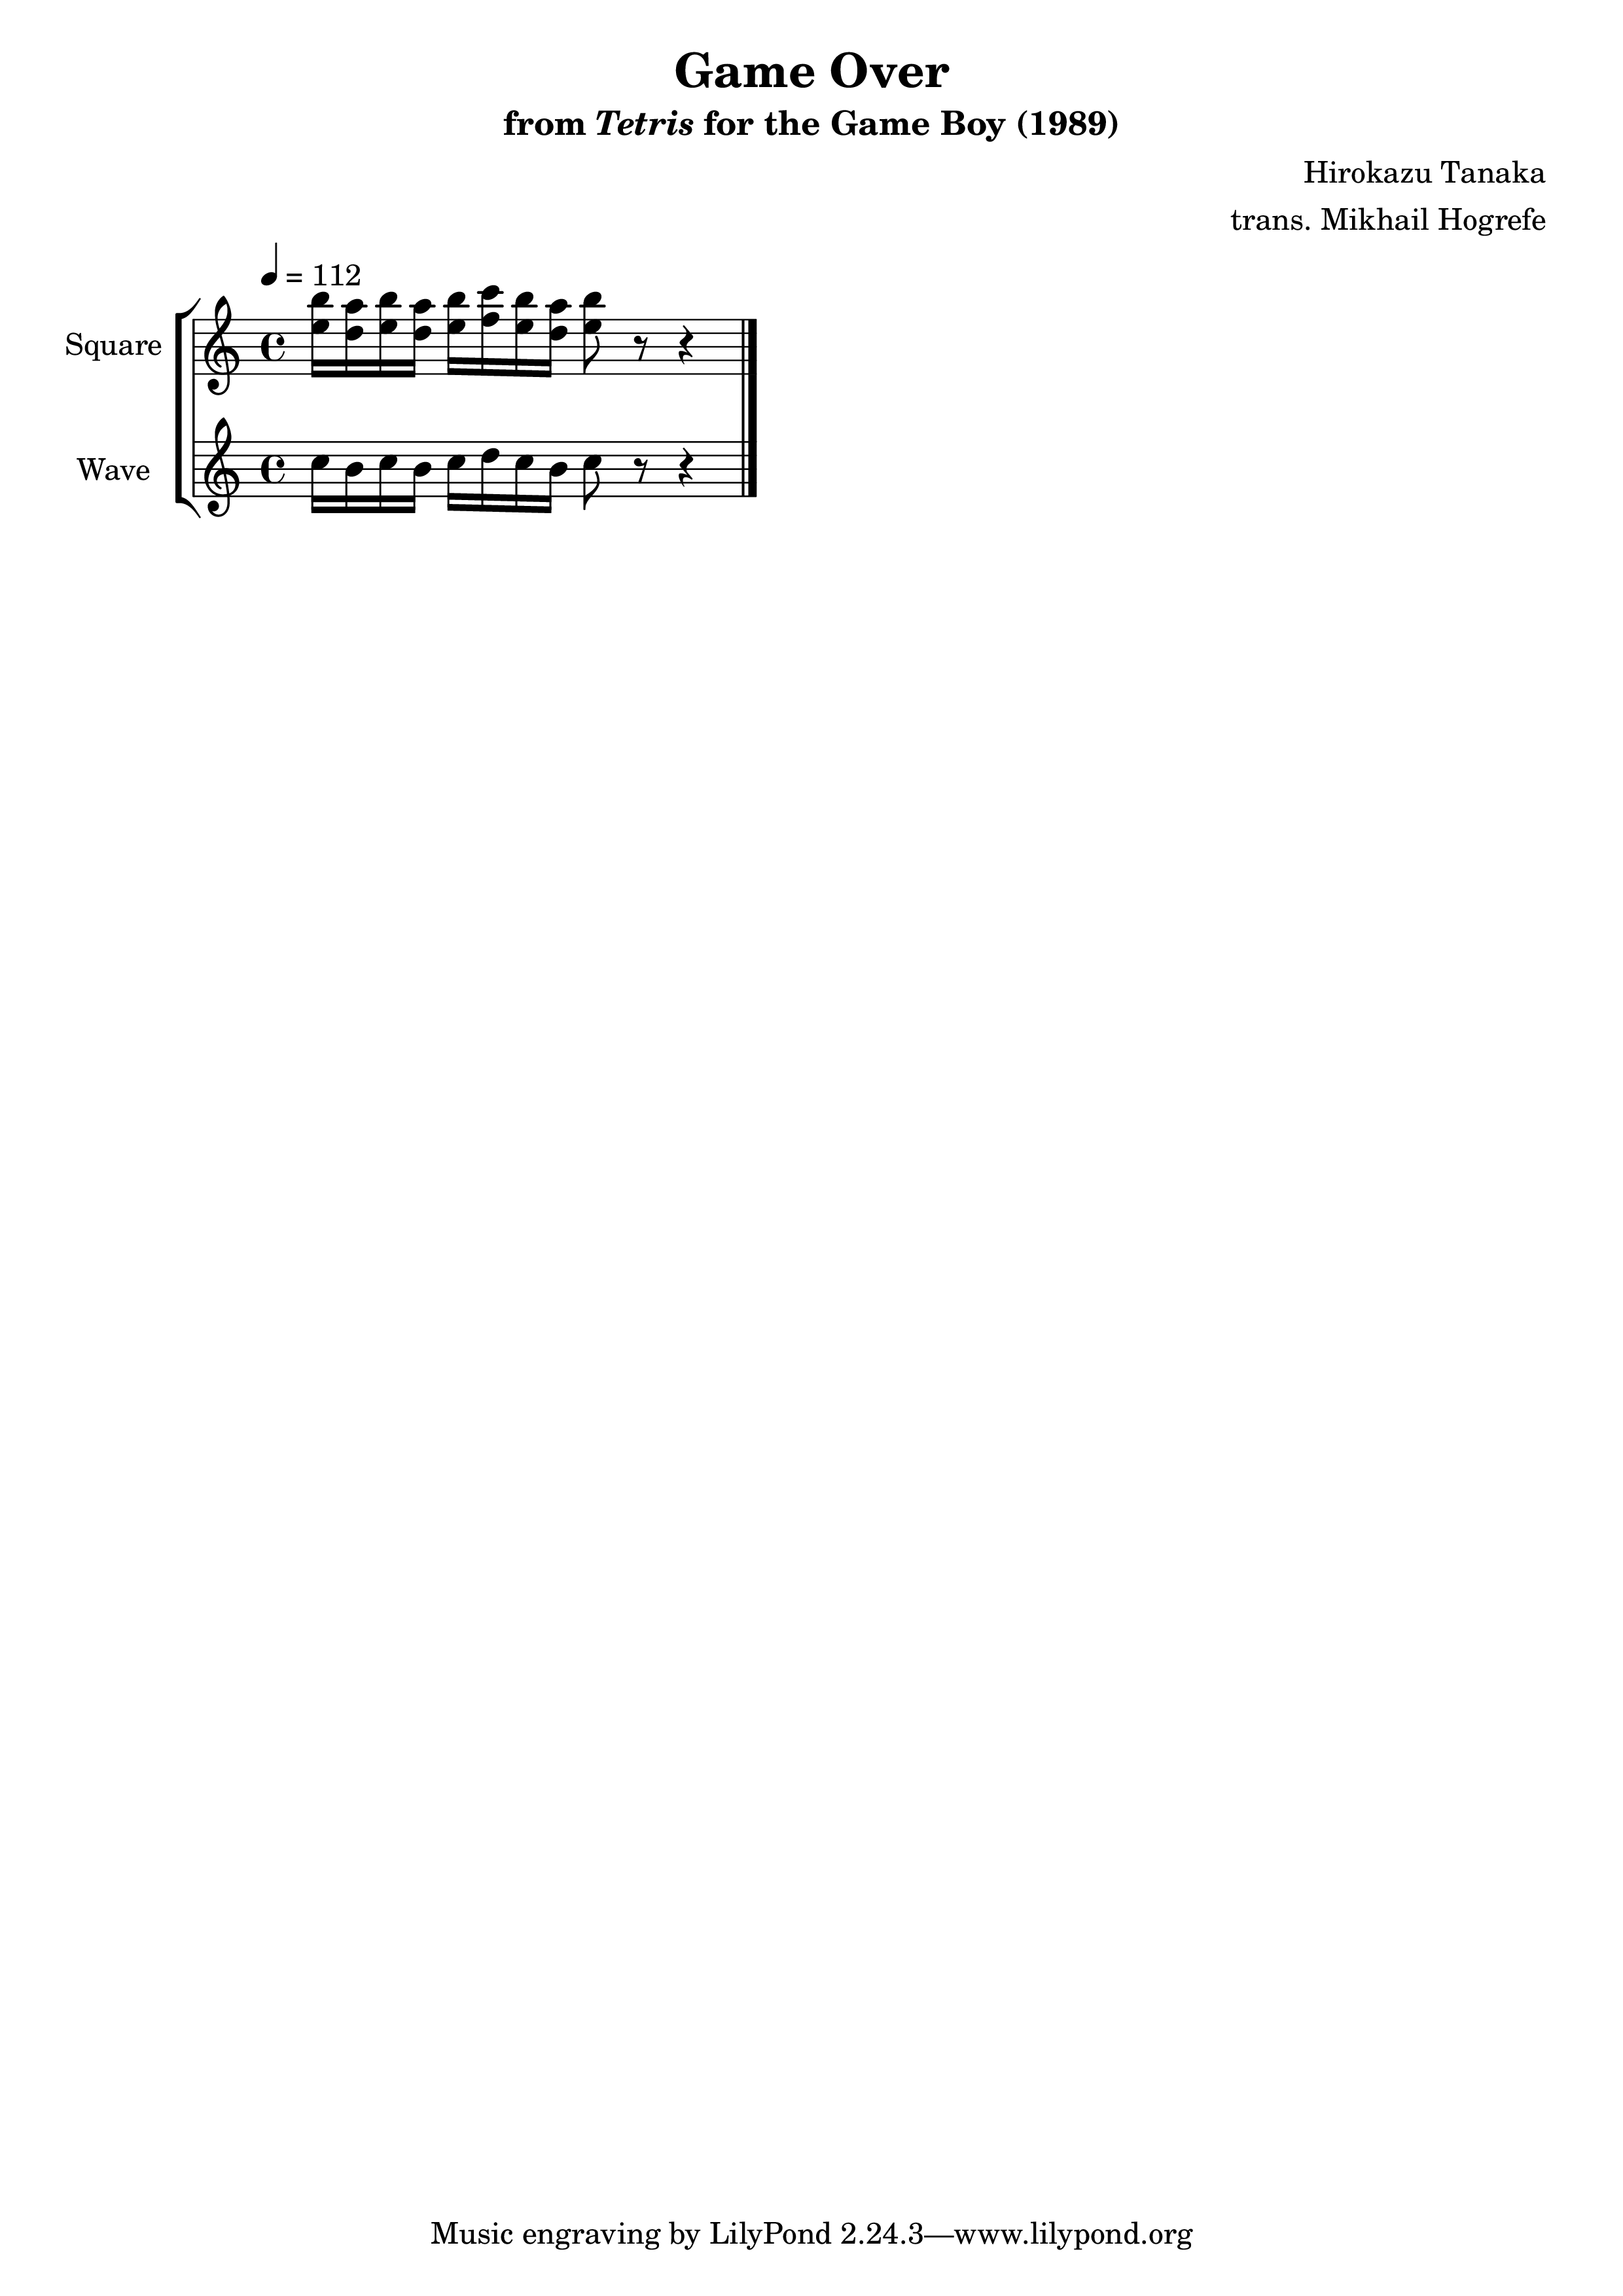 Game Over
from Tetris for the Game Boy (1989)
Hirokazu Tanaka
trans. Mikhail Hogrefe
♩ = 112
Square
Wave
Music engraving by LilyPond 2.24.3—www.lilypond.org